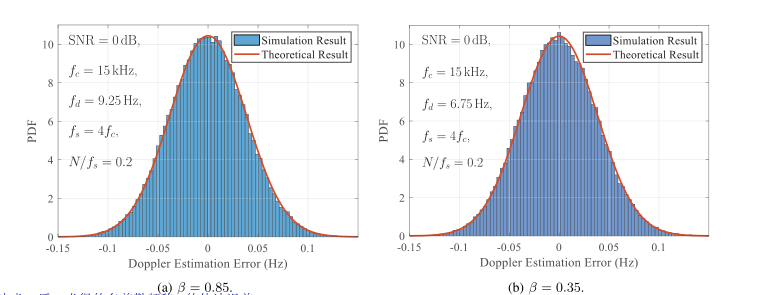 SNR = 0 dB,
f_c = 15 kHz,
f_d = 9.25 Hz,
f_s = 4f_c,
N/f_s = 0.2
Simulation Result
Theoretical Result
PDF
10
8
6
4
2
0
-0.15 -0.1 -0.05 0 0.05 0.1
Doppler Estimation Error (Hz)
(a) β = 0.85.
SNR = 0 dB,
f_c = 15 kHz,
f_d = 6.75 Hz,
f_s = 4f_c,
N/f_s = 0.2
Simulation Result
Theoretical Result
PDF
10
8
6
4
2
0
-0.15 -0.1 -0.05 0 0.05 0.1
Doppler Estimation Error (Hz)
(b) β = 0.35.